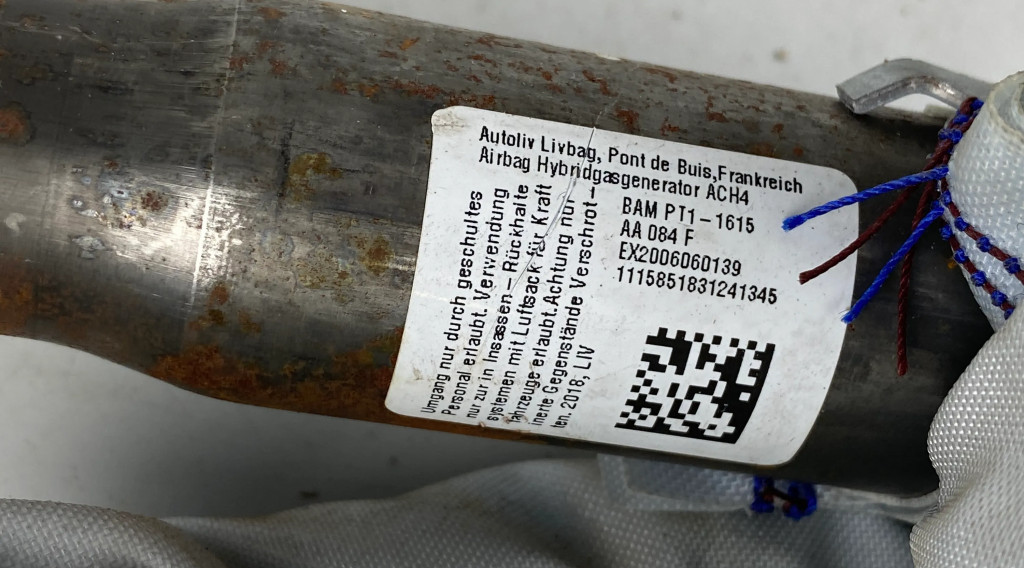 Autoliv Livbag, Pont de Buis,Frankreich
Airbag Hybridgasgenerator ACH4
BAM PT1-1615
AA 084 F
EX2006060139
1115851831241345
Umgang nur durch geschultes
Personal erlaubt. Verwendung
nur zur in Insassen-Rückhalte
systemen mit Luftsack für Kraft
fahrzeuge erlaubt.Achtung nur
inerte Gegenstände Verschrot-
ten. 2018, LIV